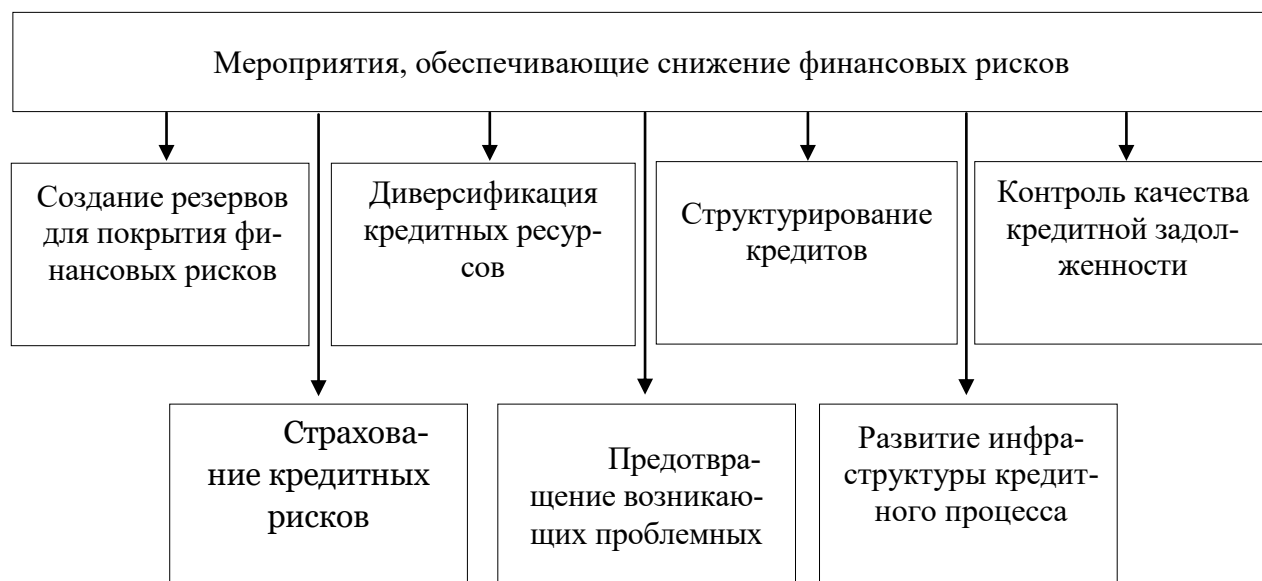 Мероприятия, обеспечивающие снижение финансовых рисков
Создание резервов
для покрытия фи-
нансовых рисков
Диверсификация
кредитных ресур-
сов
Структурирование
кредитов
Контроль качества
кредитной задол-
женности
Страхова-
ние кредитных
рисков
Предотвра-
щение возникаю-
щих проблемных
Развитие инфра-
структуры кредит-
ного процесса